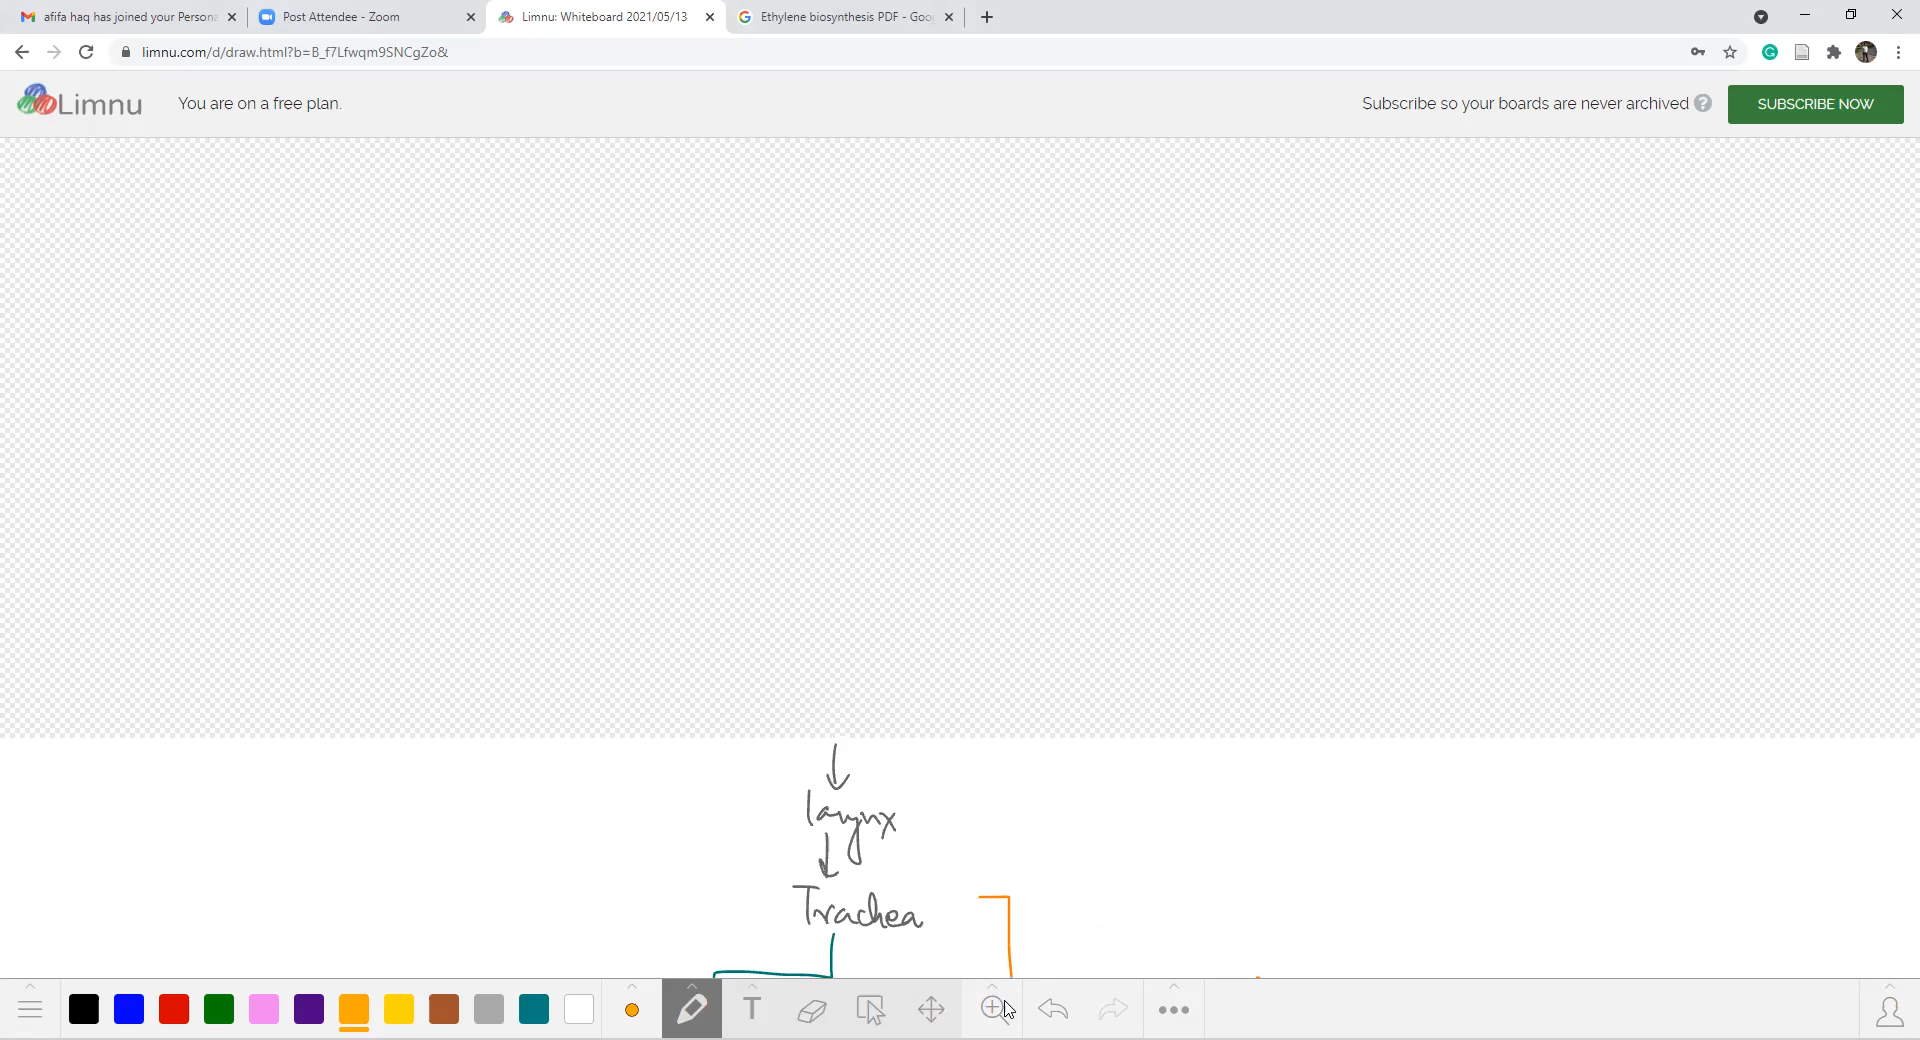 afifa haq has joined your Persona
Post Attendee - Zoom
Limnu: Whiteboard 2021/05/13
Ethylene biosynthesis PDF - Goo
limnu.com/d/draw.html?b=B_f7Lfwqm9SNCgZo&
Limnu
You are on a free plan.
Subscribe so your boards are never archived ?
SUBSCRIBE NOW
larynx
Trachea
T